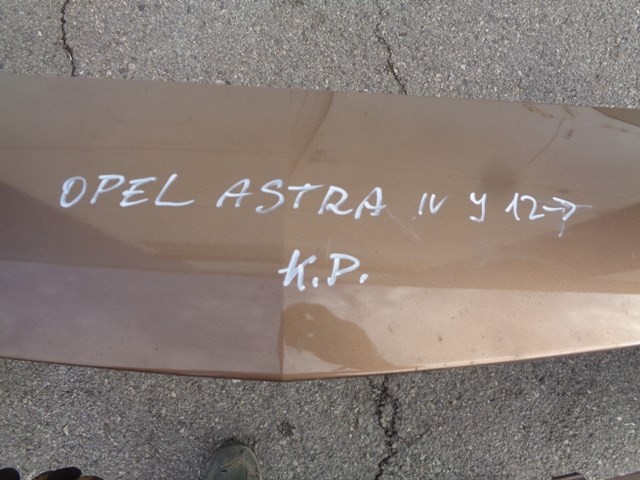 OPEL ASTRA IV y 12→
K.P.